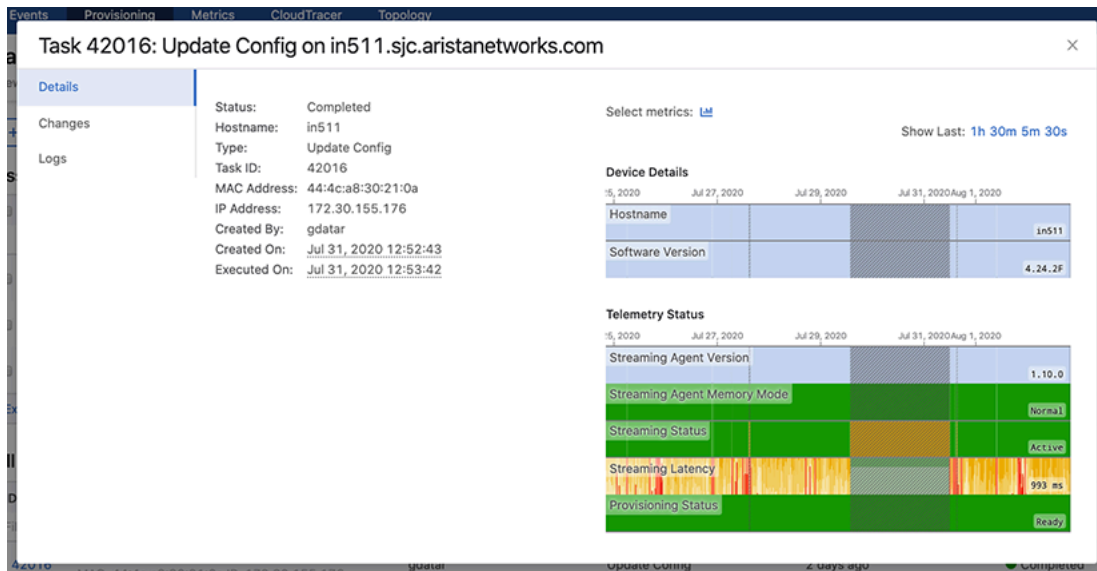 Events Provisioning Metrics CloudTracer Topology
Task 42016: Update Config on in511.sjc.aristanetworks.com
Details
Changes
Logs
Status: Completed
Hostname: in511
Type: Update Config
Task ID: 42016
MAC Address: 44:4c:a8:30:21:0a
IP Address: 172.30.155.176
Created By: gdatar
Created On: Jul 31, 2020 12:52:43
Executed On: Jul 31, 2020 12:53:42
Select metrics:
Show Last: 1h 30m 5m 30s
Device Details
5, 2020 Jul 27, 2020 Jul 29, 2020 Jul 31, 2020 Aug 1, 2020
Hostname
in511
Software Version
4.24.2F
Telemetry Status
5, 2020 Jul 27, 2020 Jul 29, 2020 Jul 31, 2020 Aug 1, 2020
Streaming Agent Version
1.10.0
Streaming Agent Memory Mode
Normal
Streaming Status
Active
Streaming Latency
993 ms
Provisioning Status
Ready
42016 gdatar Update Config 2 days ago Completed